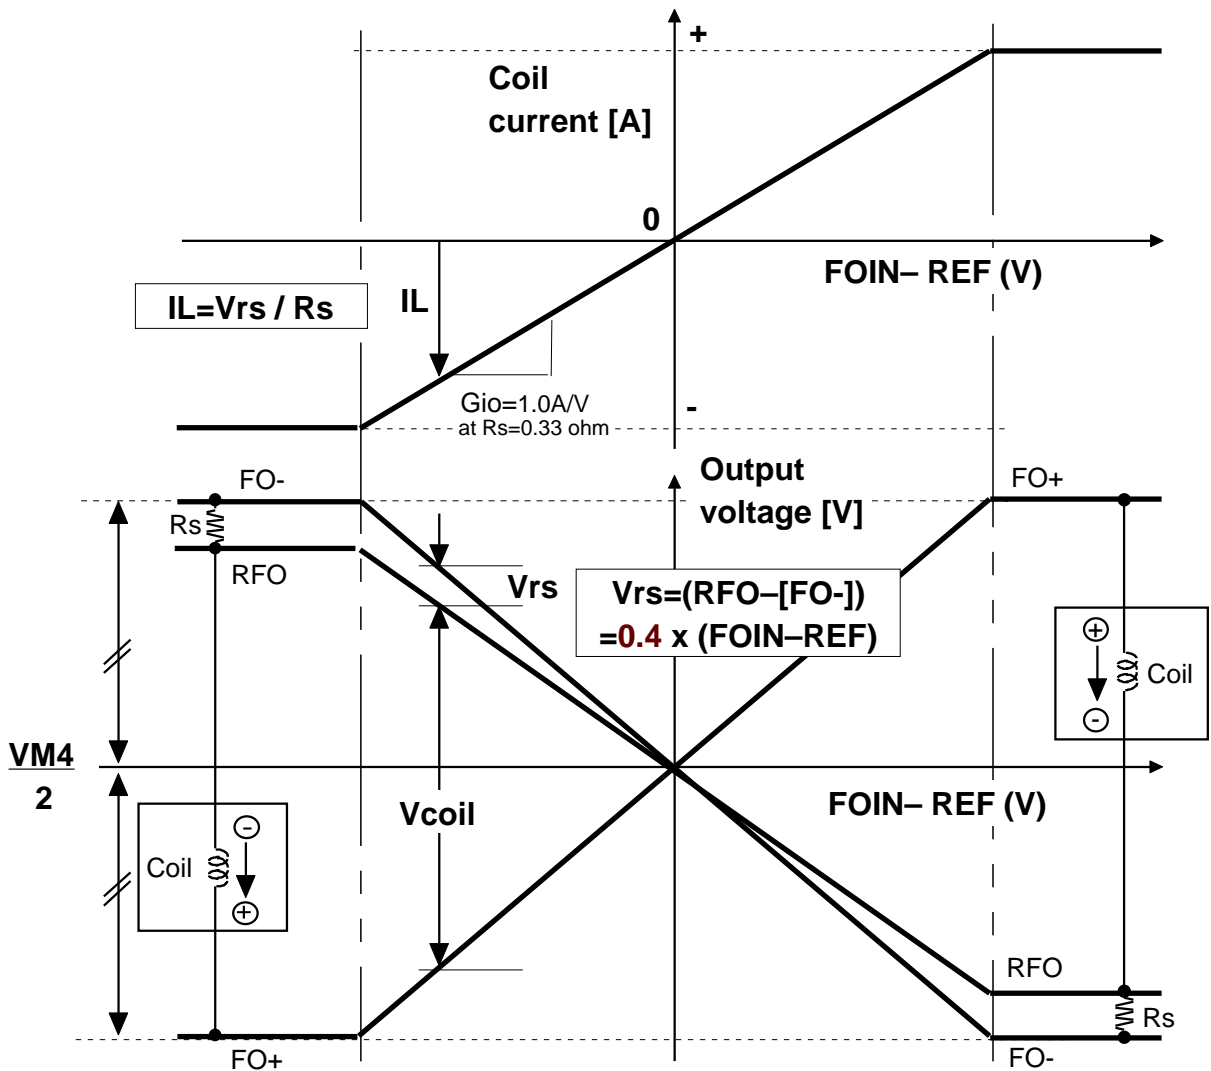 +
Coil
current [A]
0
FOIN– REF (V)
IL=Vrs / Rs
IL
Gio=1.0A/V
at Rs=0.33 ohm
-
Output
voltage [V]
FO-
FO+
Rs
RFO
Vrs
Vrs=(RFO–[FO-])
=0.4 x (FOIN–REF)
+
-
Coil
VM4
2
FOIN– REF (V)
Vcoil
-
Coil
+
RFO
Rs
FO+
FO-